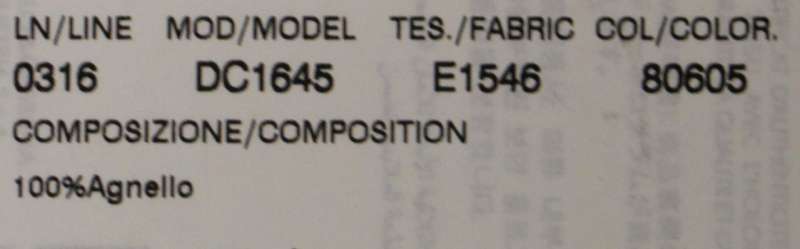 LN/LINE MOD/MODEL TES./FABRIC COL/COLOR.
0316 DC1645 E1546 80605
COMPOSIZIONE/COMPOSITION
100%Agnello